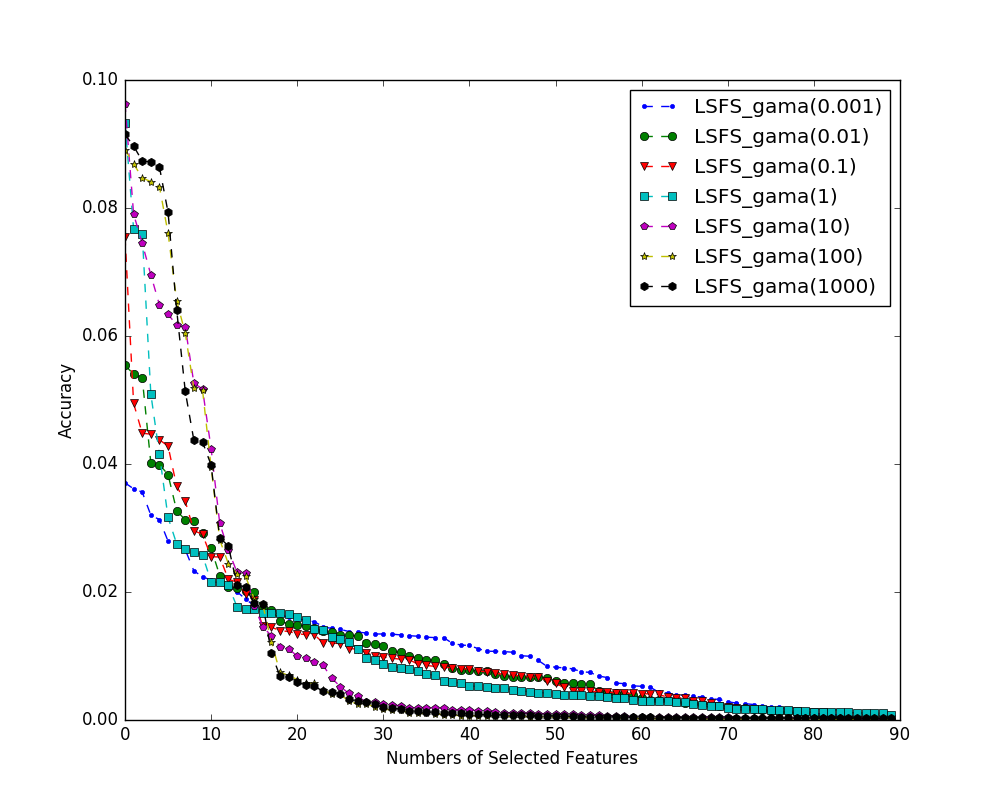 0.10
0.08
0.06
0.04
0.02
0.00
Accuracy
0 10 20 30 40 50 60 70 80 90
Numbers of Selected Features
LSFS_gama(0.001)
LSFS_gama(0.01)
LSFS_gama(0.1)
LSFS_gama(1)
LSFS_gama(10)
LSFS_gama(100)
LSFS_gama(1000)